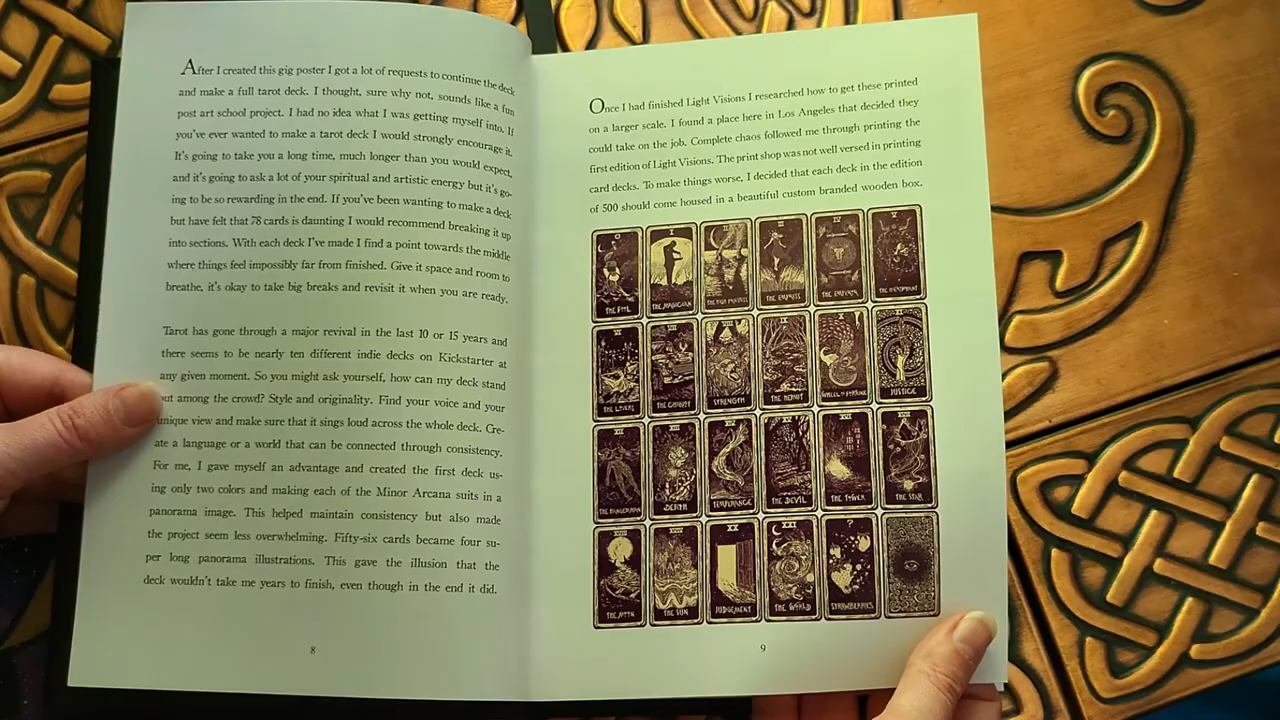 After I created this gig poster I got a lot of requests to continue the deck
and make a full tarot deck. I thought, sure why not, sounds like a fun
post art school project. I had no idea what I was getting myself into. If
you've ever wanted to make a tarot deck I would strongly encourage it.
It's going to take you a long time, much longer than you would expect,
and it's going to ask a lot of your spiritual and artistic energy but it's go-
ing to be so rewarding in the end. If you've been wanting to make a deck
but have felt that 78 cards is daunting I would recommend breaking it up
into sections. With each deck I've made I find a point towards the middle
where things feel impossibly far from finished. Give it space and room to
breathe, it's okay to take big breaks and revisit it when you are ready.
Tarot has gone through a major revival in the last 10 or 15 years and
there seems to be nearly ten different indie decks on Kickstarter at
any given moment. So you might ask yourself, how can my deck stand
out among the crowd? Style and originality. Find your voice and your
unique view and make sure that it sings loud across the whole deck. Cre-
ate a language or a world that can be connected through consistency.
For me, I gave myself an advantage and created the first deck us-
ing only two colors and making each of the Minor Arcana suits in a
panorama image. This helped maintain consistency but also made
the project seem less overwhelming. Fifty-six cards became four su-
per long panorama illustrations. This gave the illusion that the
deck wouldn't take me years to finish, even though in the end it did.
8
Once I had finished Light Visions I researched how to get these printed
on a larger scale. I found a place here in Los Angeles that decided they
could take on the job. Complete chaos followed me through printing the
first edition of Light Visions. The print shop was not well versed in printing
card decks. To make things worse, I decided that each deck in the edition
of 500 should come housed in a beautiful custom branded wooden box.
0 I II III IV V
THE FOOL THE MAGICIAN THE HIGH PRIESTESS THE EMPRESS THE EMPEROR THE HIEROPHANT
VI VII VIII IX X XI
THE LOVERS THE CHARIOT STRENGTH THE HERMIT WHEEL OF FORTUNE JUSTICE
XII XIII XIV XV XVI XVII
THE HANGED MAN DEATH TEMPERANCE THE DEVIL THE TOWER THE STAR
XVIII XX XXI ?
THE MOON THE SUN JUDGEMENT THE WORLD STRAWBERRIES
9